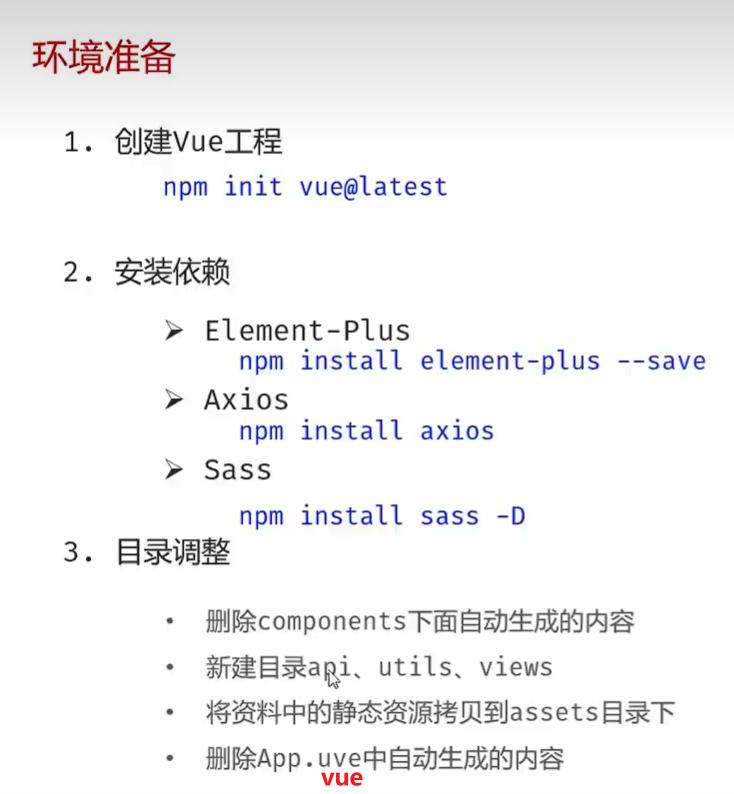 环境准备
1. 创建Vue工程
npm init vue@latest
2. 安装依赖
➢ Element-Plus
npm install element-plus --save
➢ Axios
npm install axios
➢ Sass
npm install sass -D
3. 目录调整
• 删除components下面自动生成的内容
• 新建目录api、utils、views
• 将资料中的静态资源拷贝到assets目录下
• 删除App.uve中自动生成的内容
vue